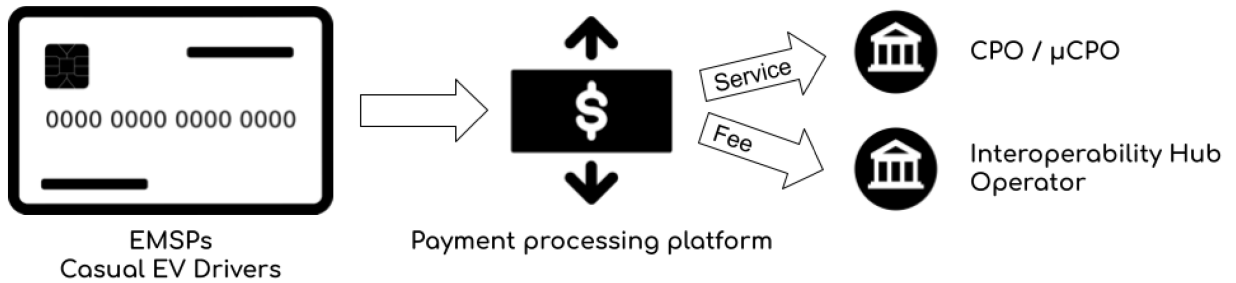 0000 0000 0000 0000
EMSPs
Casual EV Drivers
$
Payment processing platform
Service
Fee
CPO / µCPO
Interoperability Hub
Operator